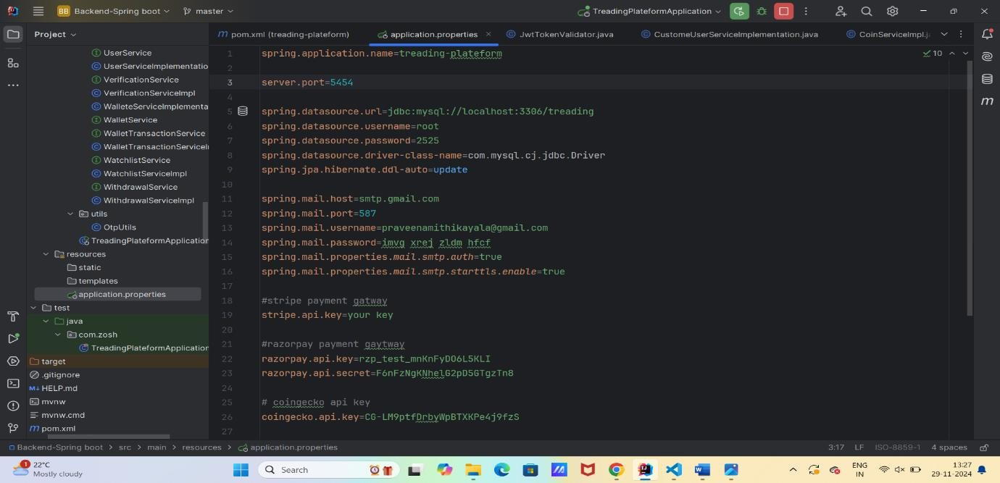 BB Backend-Spring boot
master
TreadingPlateformApplication
Project
pom.xml (treading-plateform)
application.properties
JwtTokenValidator.java
CustomeUserServiceImplementation.java
CoinServiceImpl.j
UserService
UserServiceImplementatio
VerificationService
VerificationServiceImpl
WalleteServiceImplementa
WalletService
WalletTransactionService
WalletTransactionServiceI
WatchlistService
WatchlistServiceImpl
WithdrawalService
WithdrawalServiceImpl
utils
OtpUtils
TreadingPlateformApplication
resources
static
templates
application.properties
test
java
com.zosh
TreadingPlateformApplication
target
.gitignore
HELP.md
mvnw
mvnw.cmd
pom.xml
10
1 spring.application.name=treading-plateform
2
3 server.port=5454
4
5 spring.datasource.url=jdbc:mysql://localhost:3306/treading
6 spring.datasource.username=root
7 spring.datasource.password=2525
8 spring.datasource.driver-class-name=com.mysql.cj.jdbc.Driver
9 spring.jpa.hibernate.ddl-auto=update
10
11 spring.mail.host=smtp.gmail.com
12 spring.mail.port=587
13 spring.mail.username=praveenamithikayala@gmail.com
14 spring.mail.password=imvg xrej zldm hfcf
15 spring.mail.properties.mail.smtp.auth=true
16 spring.mail.properties.mail.smtp.starttls.enable=true
17
18 #stripe payment gatway
19 stripe.api.key=your key
20
21 #razorpay payment gaytway
22 razorpay.api.key=rzp_test_mnKnFyDO6L5KLI
23 razorpay.api.secret=F6nFzNgKNhelG2pD5GTgzTn8
24
25 # coingecko api key
26 coingecko.api.key=CG-LM9ptfDrbyWpBTXKPe4j9fzS
27
Backend-Spring boot > src > main > resources > application.properties
3:17 LF ISO-8859-1 4 spaces
1
22°C
Mostly cloudy
Search
ENG
IN
13:27
29-11-2024